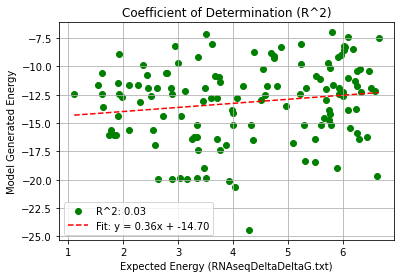 Coefficient of Determination (R^2)
Model Generated Energy
−7.5
−10.0
−12.5
−15.0
−17.5
−20.0
−22.5
−25.0
R^2: 0.03
Fit: y = 0.36x + -14.70
1 2 3 4 5 6
Expected Energy (RNAseqDeltaDeltaG.txt)